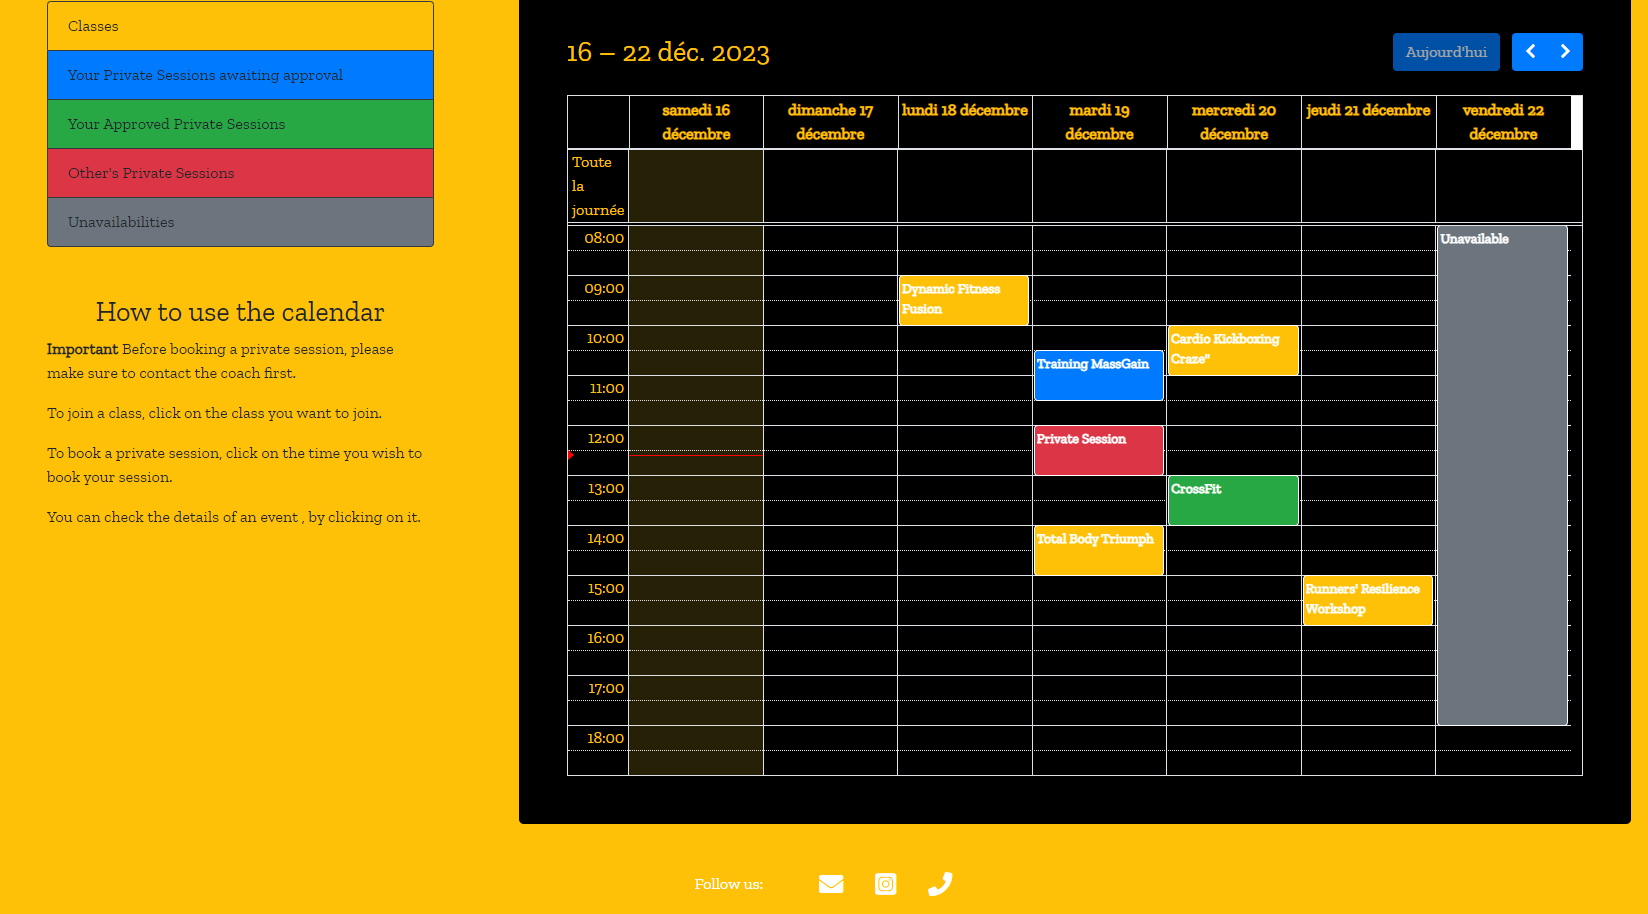 Classes
Your Private Sessions awaiting approval
Your Approved Private Sessions
Other's Private Sessions
Unavailabilities
How to use the calendar
Important Before booking a private session, please
make sure to contact the coach first.
To join a class, click on the class you want to join.
To book a private session, click on the time you wish to
book your session.
You can check the details of an event , by clicking on it.
16 – 22 déc. 2023
Aujourd'hui
samedi 16
décembre
dimanche 17
décembre
lundi 18 décembre
mardi 19
décembre
mercredi 20
décembre
jeudi 21 décembre
vendredi 22
décembre
Toute
la
journée
08:00
Unavailable
09:00
Dynamic Fitness
Fusion
10:00
Cardio Kickboxing
Craze"
Training MassGain
11:00
12:00
Private Session
13:00
CrossFit
14:00
Total Body Triumph
15:00
Runners' Resilience
Workshop
16:00
17:00
18:00
Follow us: